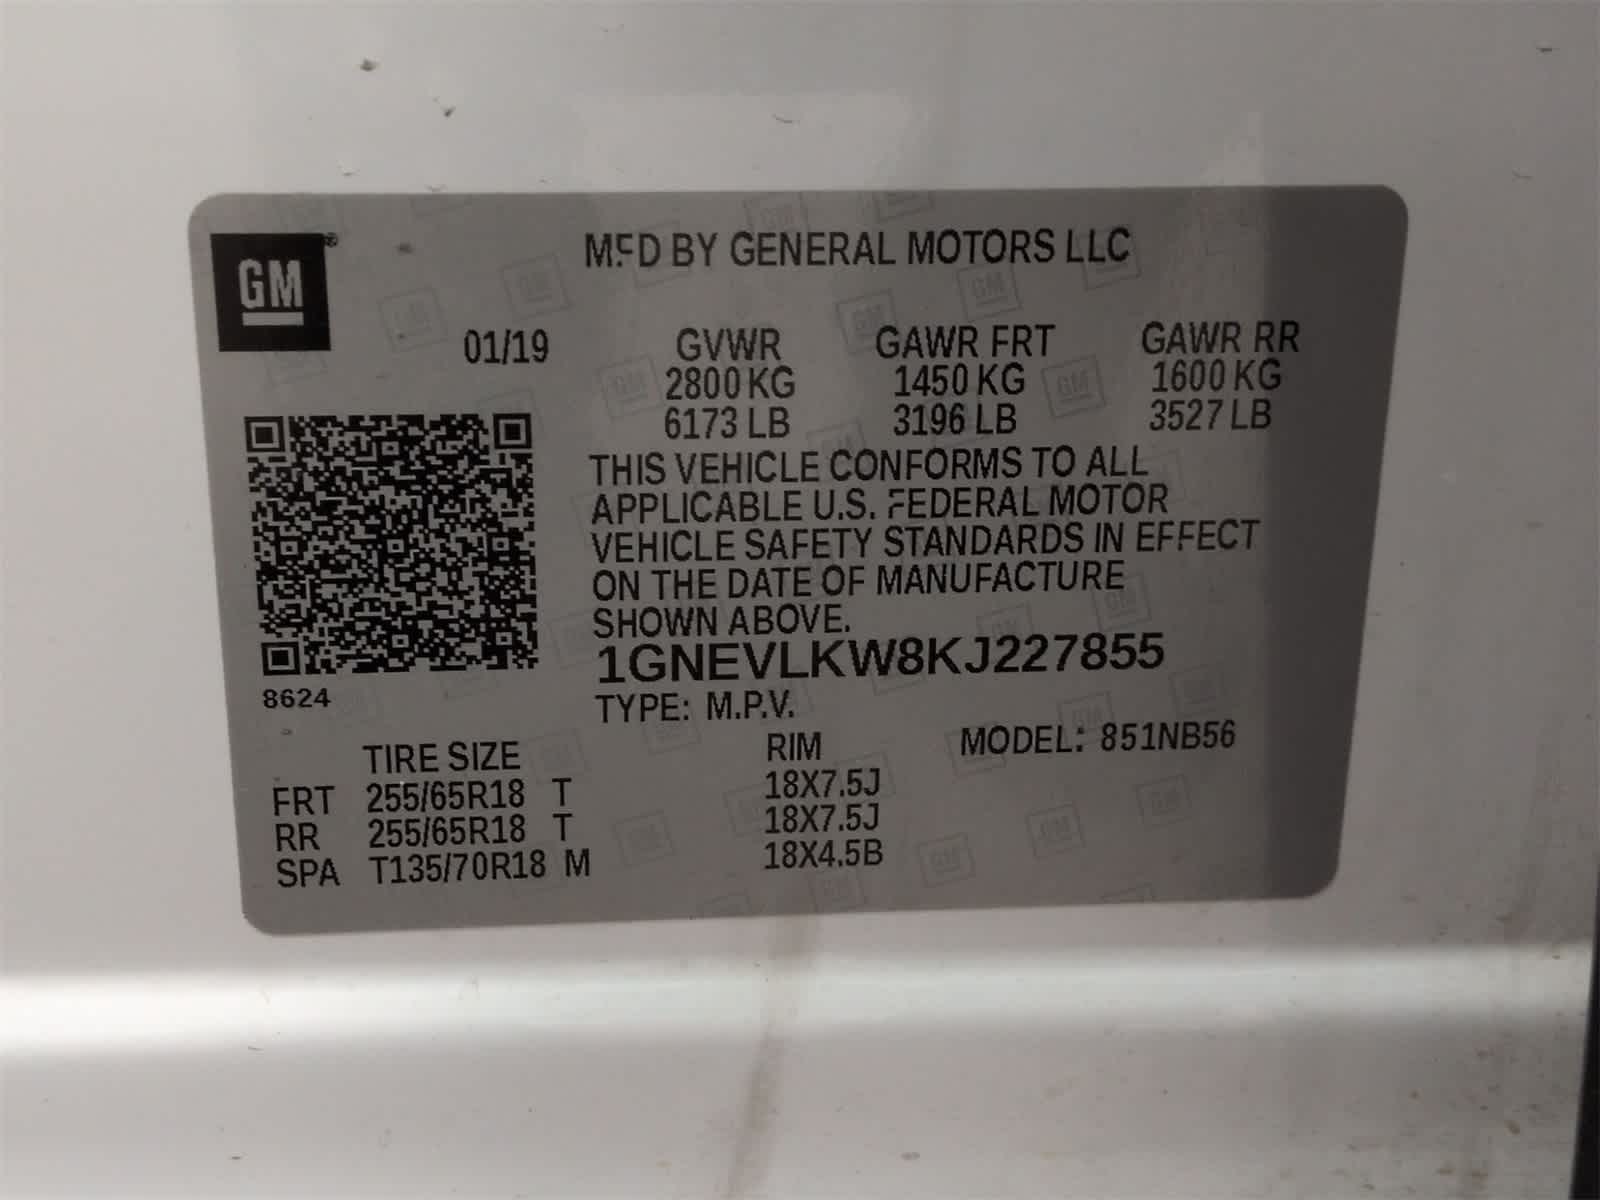 GM®
MFD BY GENERAL MOTORS LLC
01/19 GVWR GAWR FRT GAWR RR
2800 KG 1450 KG 1600 KG
6173 LB 3196 LB 3527 LB
THIS VEHICLE CONFORMS TO ALL
APPLICABLE U.S. FEDERAL MOTOR
VEHICLE SAFETY STANDARDS IN EFFECT
ON THE DATE OF MANUFACTURE
SHOWN ABOVE.
1GNEVLKW8KJ227855
8624
TYPE: M.P.V.
TIRE SIZE RIM MODEL: 851NB56
FRT 255/65R18 T 18X7.5J
RR 255/65R18 T 18X7.5J
SPA T135/70R18 M 18X4.5B